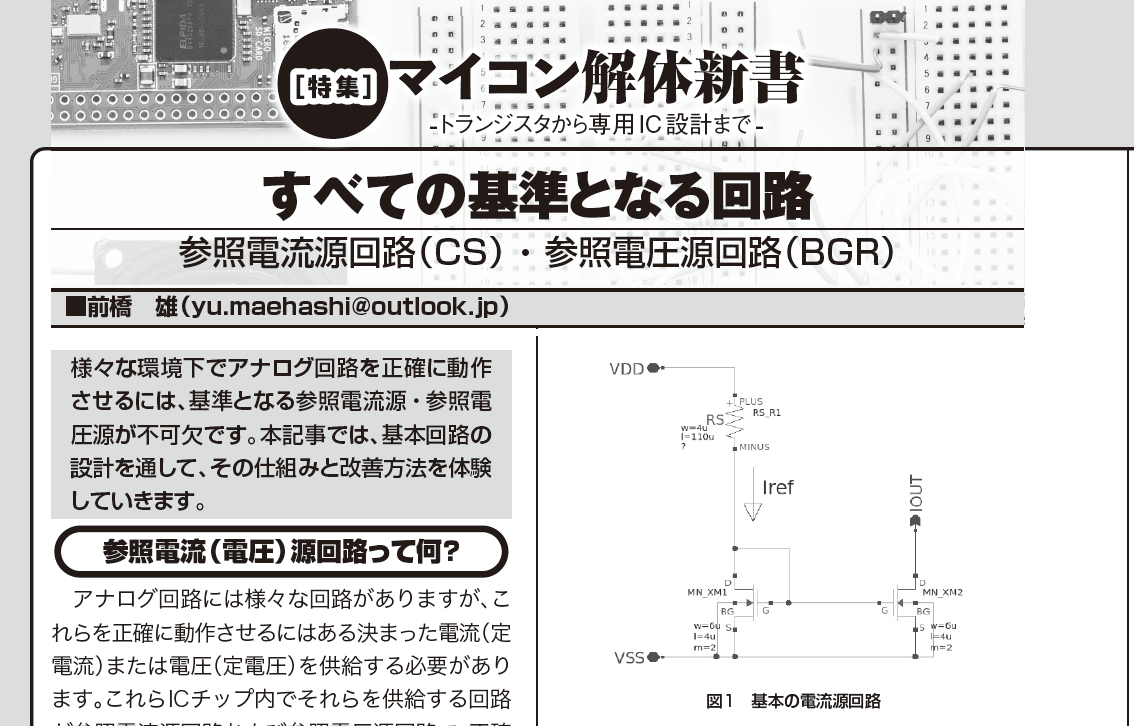 [特集]
マイコン解体新書
-トランジスタから専用IC設計まで-
すべての基準となる回路
参照電流源回路(CS)・参照電圧源回路(BGR)
■前橋　雄(yu.maehashi@outlook.jp)
様々な環境下でアナログ回路を正確に動作
させるには、基準となる参照電流源・参照電
圧源が不可欠です。本記事では、基本回路の
設計を通して、その仕組みと改善方法を体験
していきます。
参照電流(電圧)源回路って何?
アナログ回路には様々な回路がありますが、こ
れらを正確に動作させるにはある決まった電流(定
電流)または電圧(定電圧)を供給する必要があり
ます。これらICチップ内でそれらを供給する回路
VDD
PLUS
RS
RS_R1
w=4u
l=110u
?
MINUS
Iref
IOUT
D
MN_XM1
BG
G
S
w=6u
l=4u
m=2
D
MN_XM2
G
BG
S
w=6u
l=4u
m=2
VSS
図1　基本の電流源回路